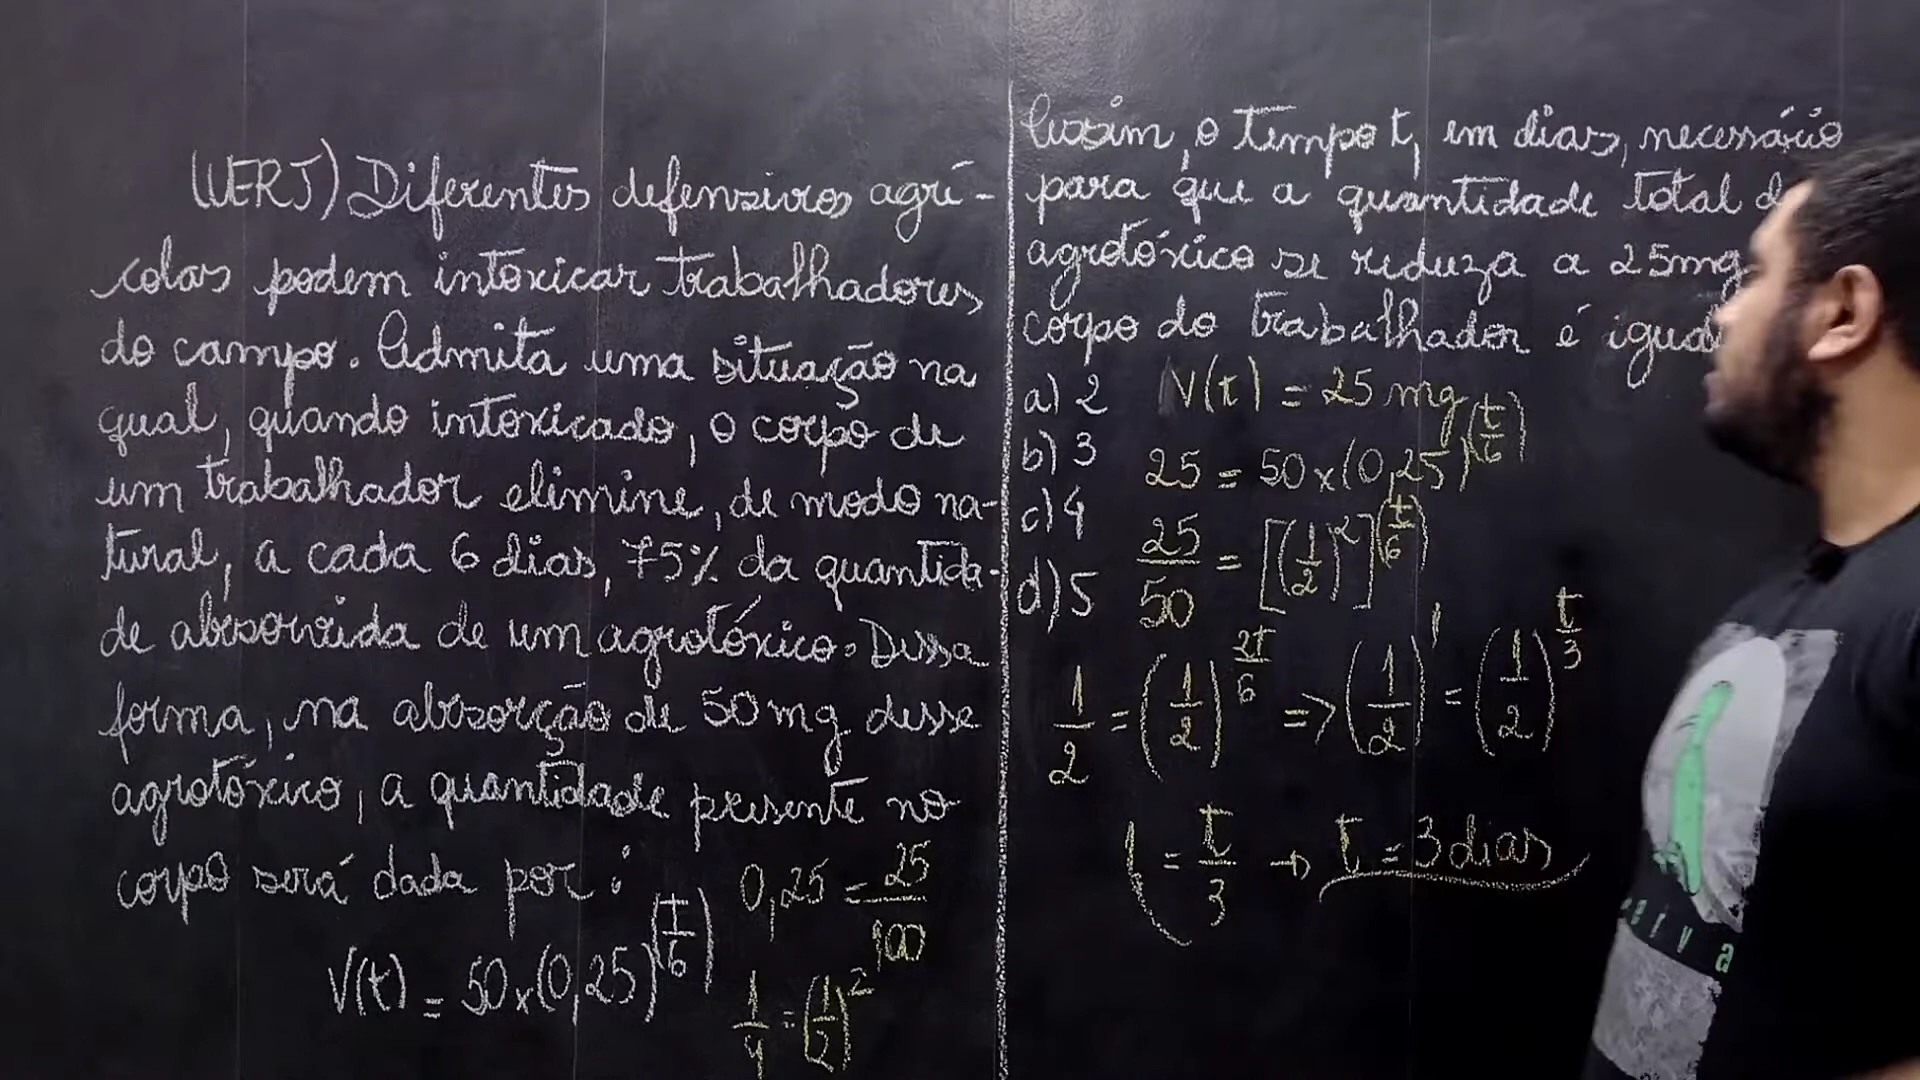 (UERJ) Diferentes defensivos agrí-
colas podem intoxicar trabalhadores
do campo. Admita uma situação na
qual, quando intoxicado, o corpo de
um trabalhador elimine, de modo na-
tural, a cada 6 dias, 75% da quantida-
de absorvida de um agrotóxico. Dessa
forma, na absorção de 50 mg desse
agrotóxico, a quantidade presente no
corpo será dada por:
V(t) = 50x(0,25)^(t/6)
0,25 = 25/100
1/4 = (1/2)^2
Assim, o tempo t, em dias, necessário
para que a quantidade total d
agrotóxico se reduza a 25mg
corpo do trabalhador é igual
a) 2
b) 3
c) 4
d) 5
V(t) = 25 mg
25 = 50x(0,25)^(t/6)
25/50 = [(1/2)^2]^(t/6)
1/2 = (1/2)^2t/6 => (1/2)^1 = (1/2)^t/3
1 = t/3 → t = 3 dias
erva